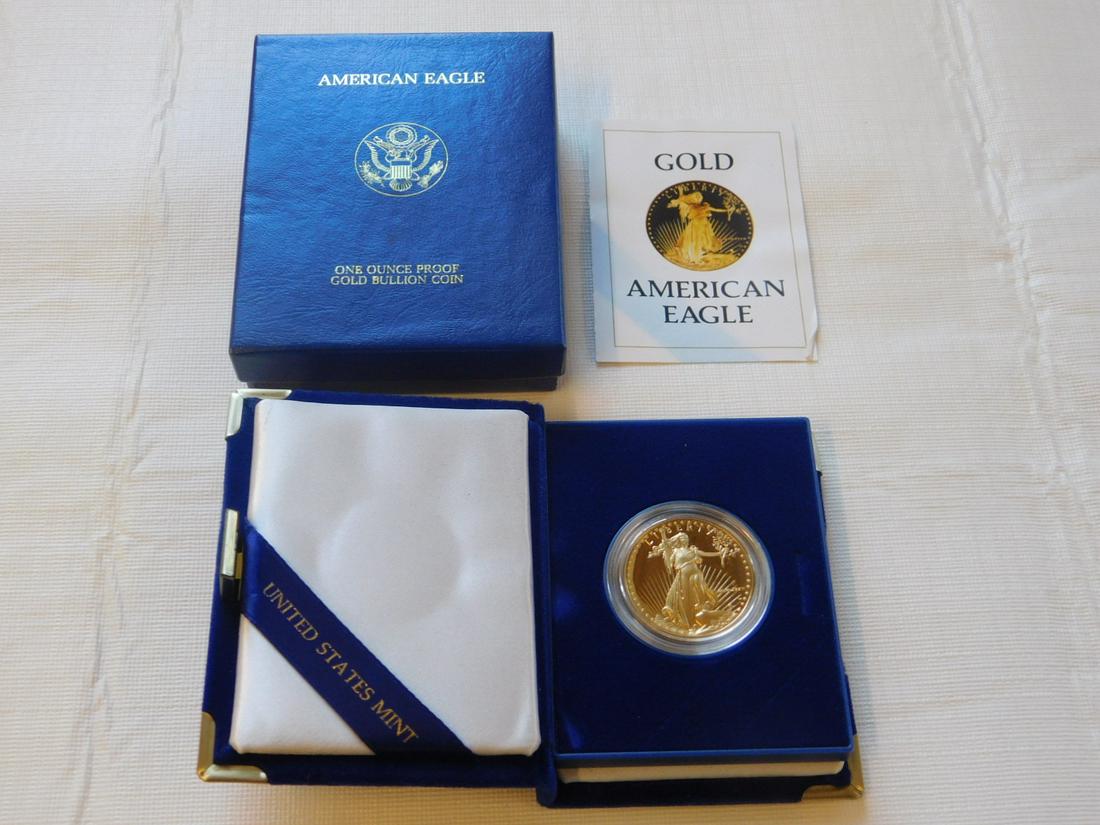 AMERICAN EAGLE
ONE OUNCE PROOF
GOLD BULLION COIN
GOLD
LIBERTY
AMERICAN
EAGLE
UNITED STATES MINT
LIBERTY